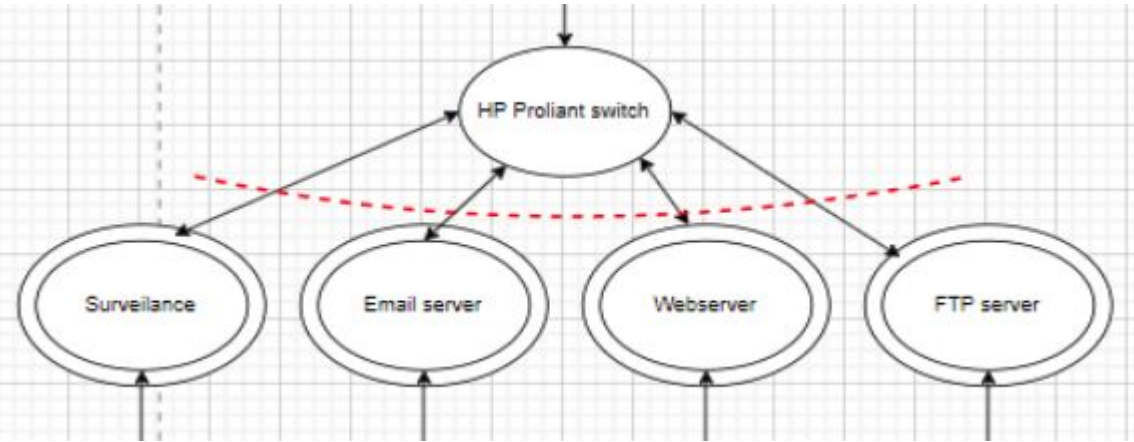 HP Proliant switch
Surveilance
Email server
Webserver
FTP server